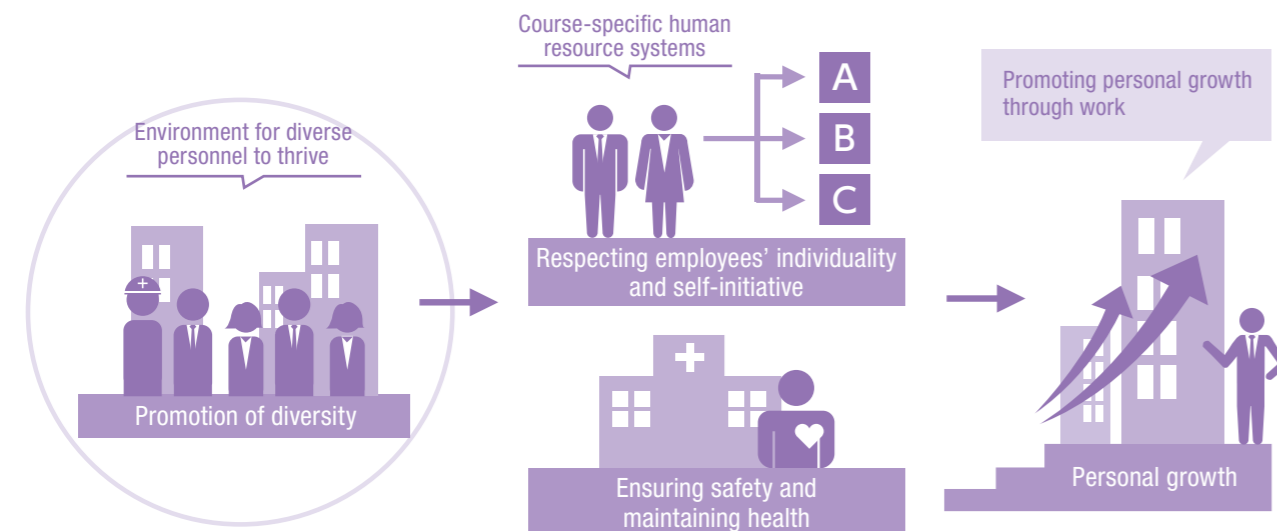 Environment for diverse
personnel to thrive
Promotion of diversity
Course-specific human
resource systems
A
B
C
Respecting employees’ individuality
and self-initiative
Ensuring safety and
maintaining health
Promoting personal growth
through work
Personal growth